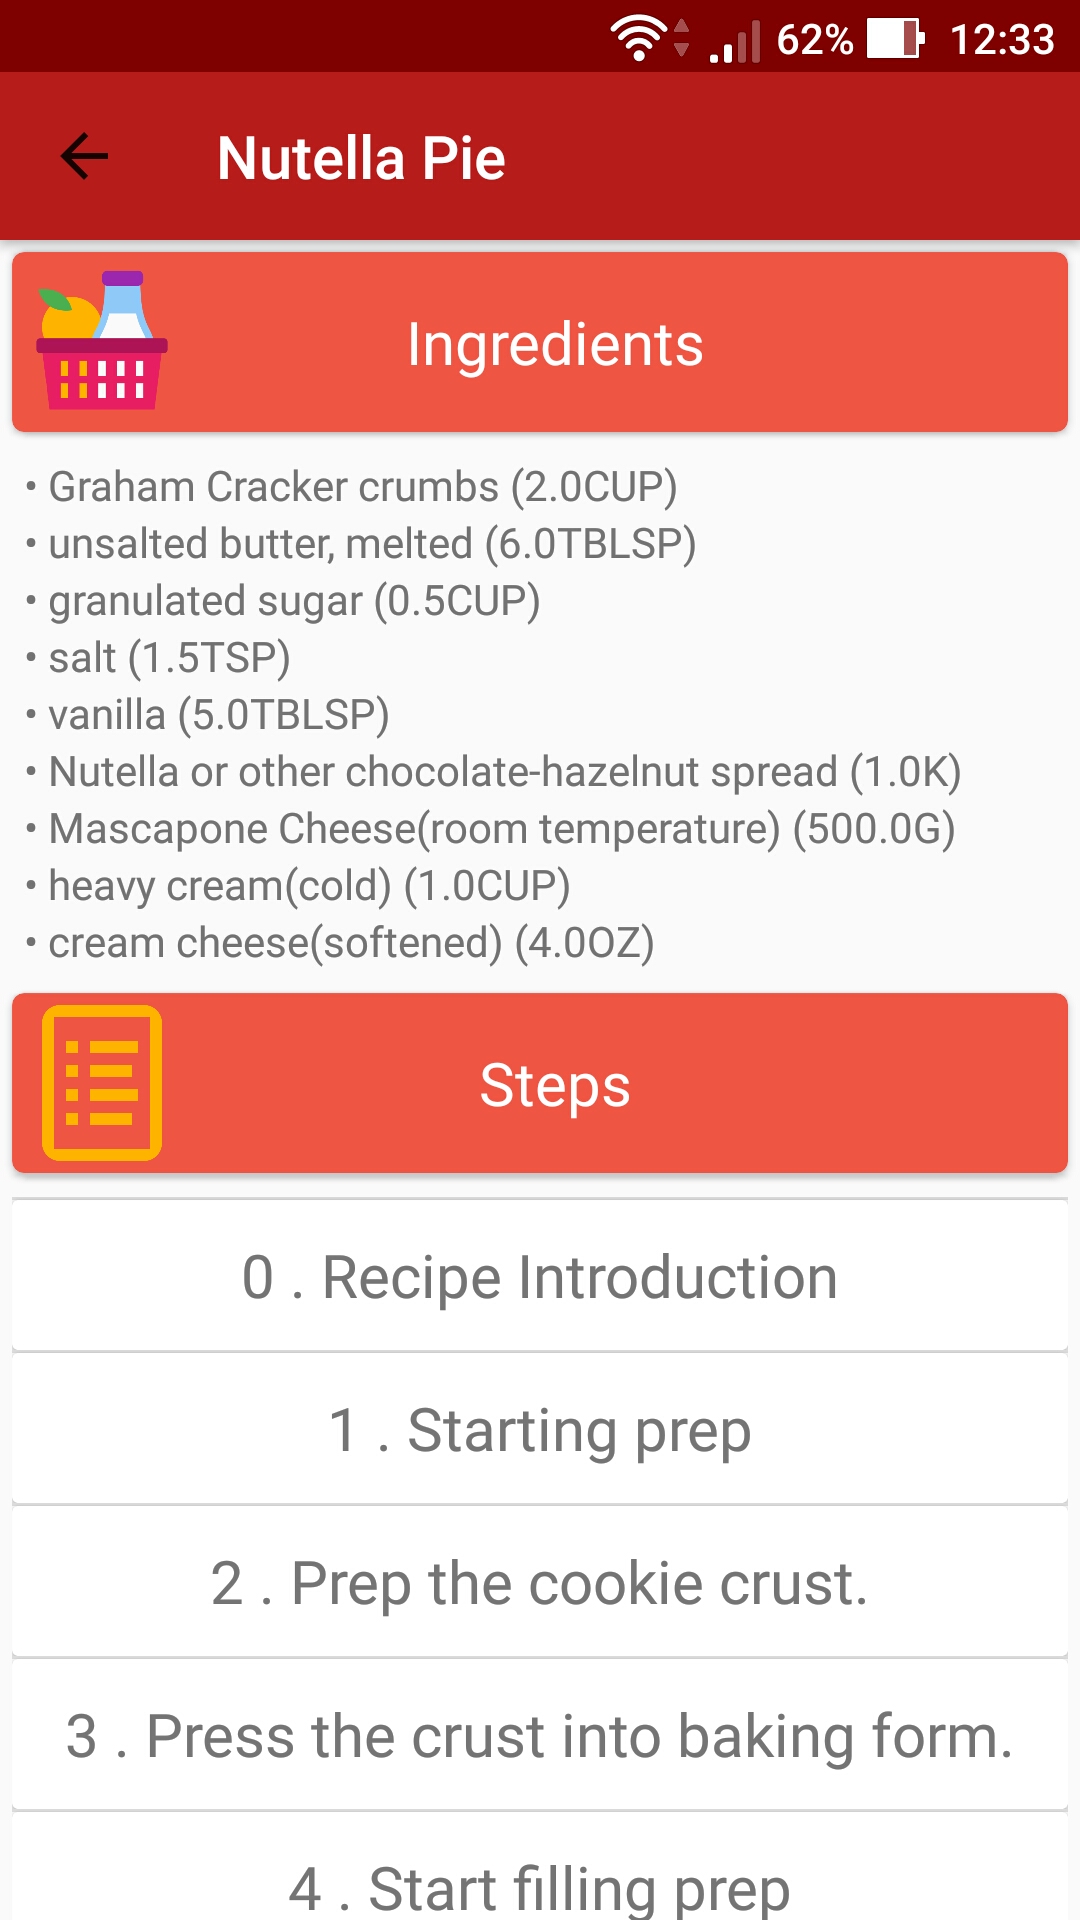 62% 12:33
Nutella Pie
Ingredients
• Graham Cracker crumbs (2.0CUP)
• unsalted butter, melted (6.0TBLSP)
• granulated sugar (0.5CUP)
• salt (1.5TSP)
• vanilla (5.0TBLSP)
• Nutella or other chocolate-hazelnut spread (1.0K)
• Mascapone Cheese(room temperature) (500.0G)
• heavy cream(cold) (1.0CUP)
• cream cheese(softened) (4.0OZ)
Steps
0 . Recipe Introduction
1 . Starting prep
2 . Prep the cookie crust.
3 . Press the crust into baking form.
4 . Start filling prep